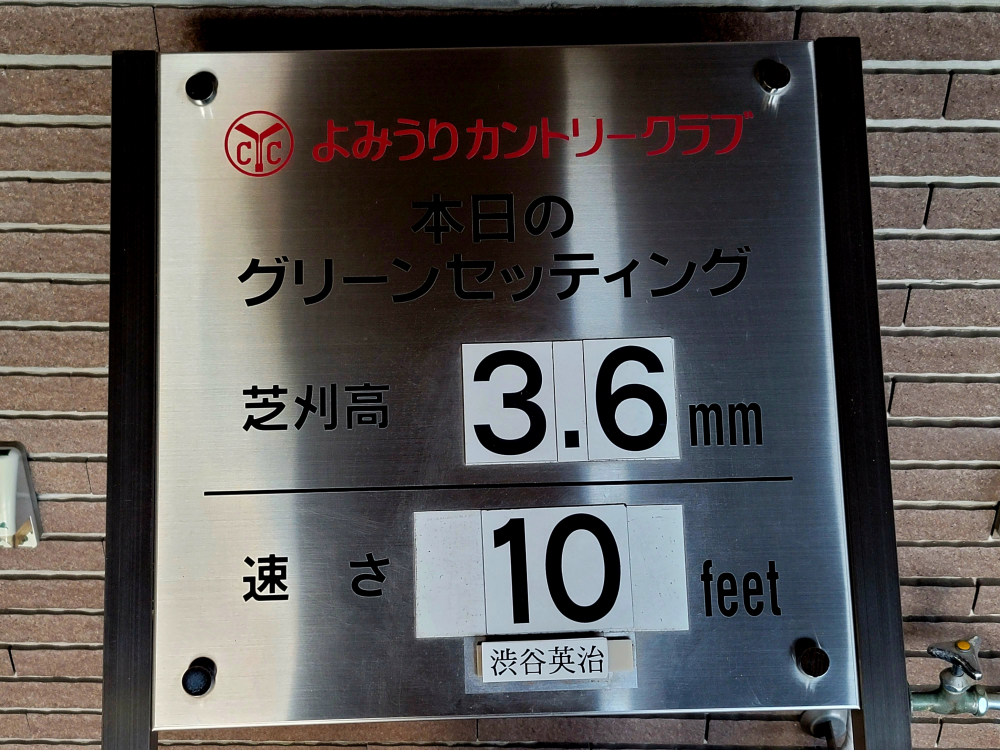 CYC よみうりカントリークラブ
本日の
グリーンセッティング
芝刈高 3.6 mm
速さ 10 feet
渋谷英治